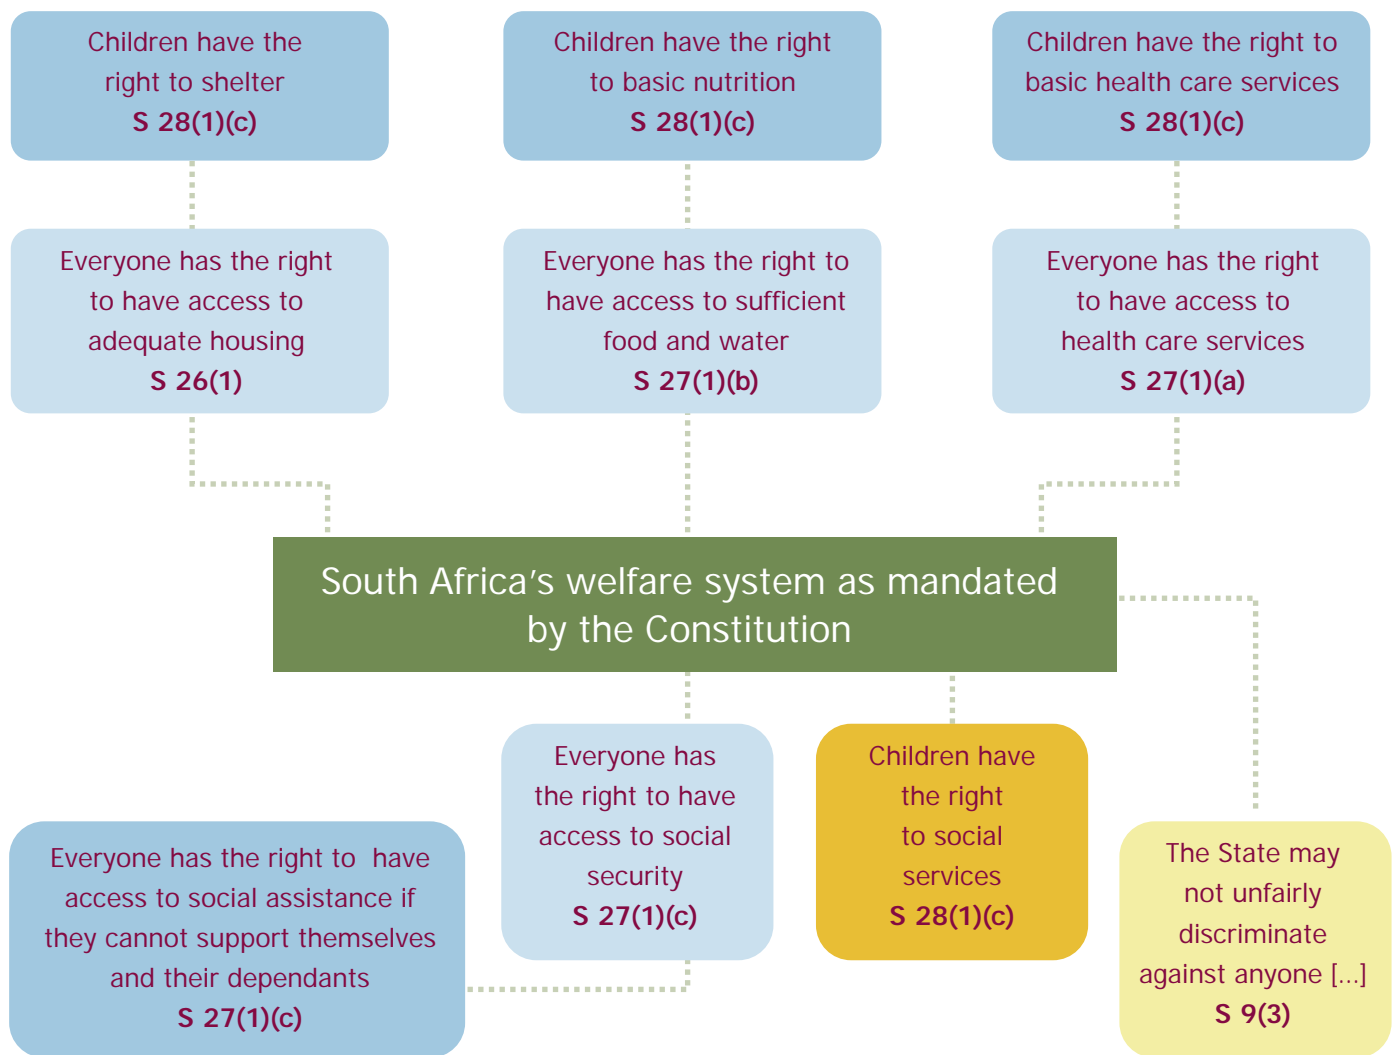 Children have the
right to shelter
S 28(1)(c)
Children have the right
to basic nutrition
S 28(1)(c)
Children have the right to
basic health care services
S 28(1)(c)
Everyone has the right
to have access to
adequate housing
S 26(1)
Everyone has the right to
have access to sufficient
food and water
S 27(1)(b)
Everyone has the right
to have access to
health care services
S 27(1)(a)
South Africa’s welfare system as mandated
by the Constitution
Everyone has the right to have
access to social assistance if
they cannot support themselves
and their dependants
S 27(1)(c)
Everyone has
the right to have
access to social
security
S 27(1)(c)
Children have
the right
to social
services
S 28(1)(c)
The State may
not unfairly
discriminate
against anyone [...]
S 9(3)